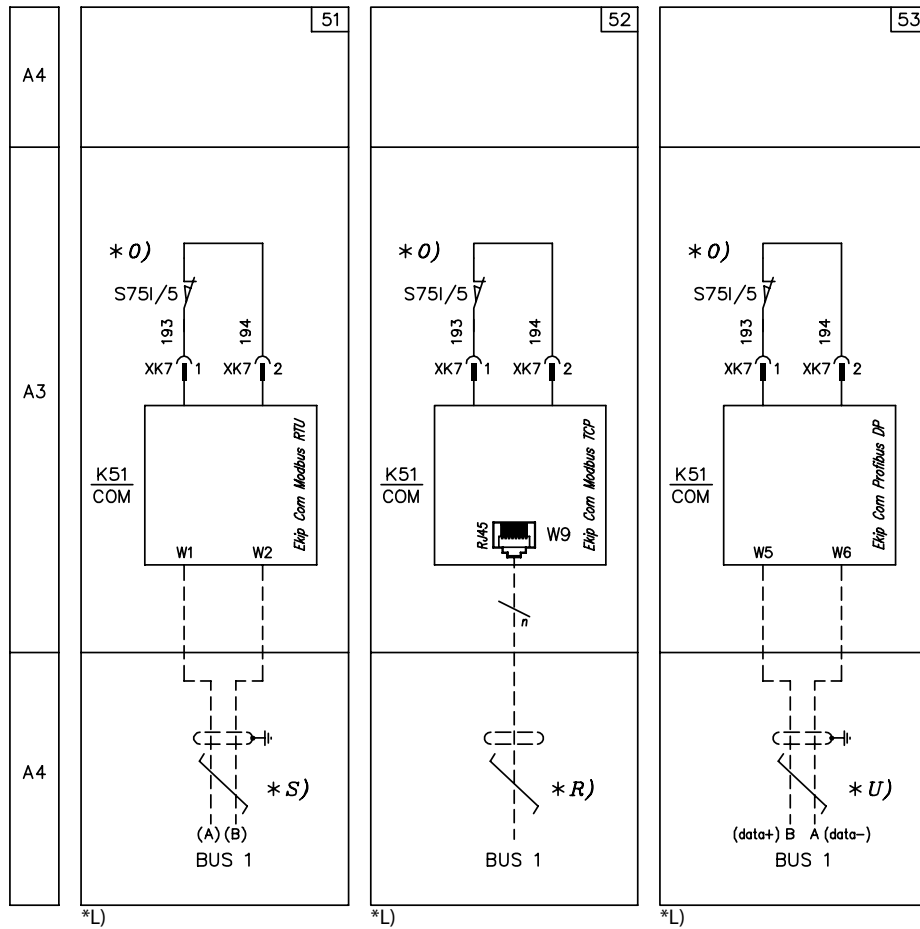 A4
A3
A4
51
*O)
S75I/5
193
194
XK7 1
XK7 2
K51
COM
Ekip Com Modbus RTU
W1
W2
*S)
(A) (B)
BUS 1
*L)
52
*O)
S75I/5
193
194
XK7 1
XK7 2
K51
COM
Ekip Com Modbus TCP
RJ45
W9
n
*R)
BUS 1
*L)
53
*O)
S75I/5
193
194
XK7 1
XK7 2
K51
COM
Ekip Com Profibus DP
W5
W6
*U)
(data+) B A (data-)
BUS 1
*L)